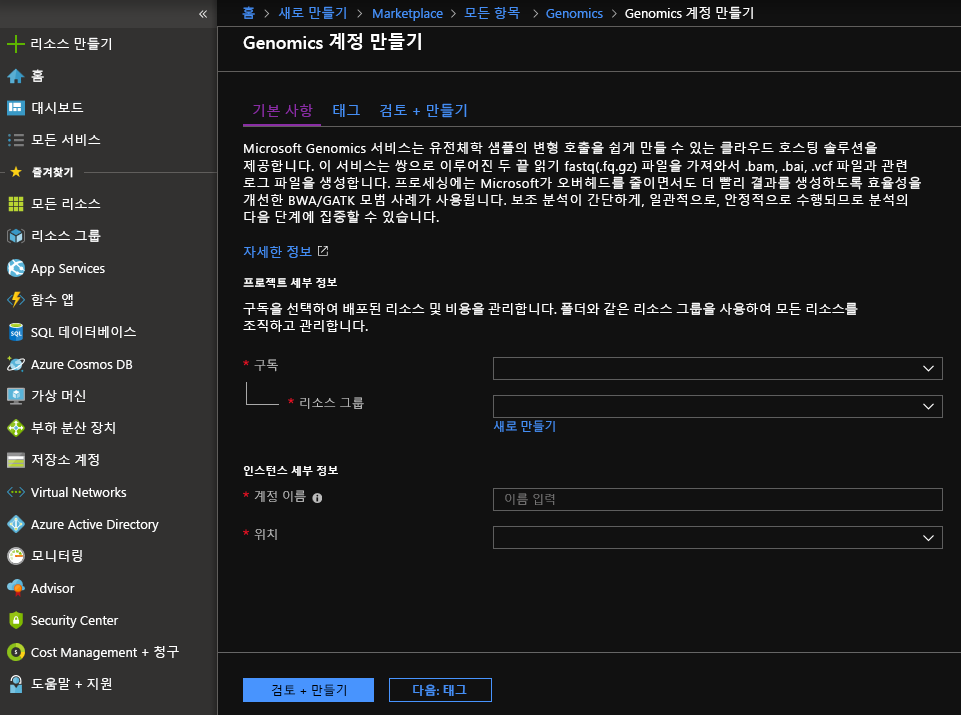 «
리소스 만들기
홈
대시보드
모든 서비스
즐겨찾기
모든 리소스
리소스 그룹
App Services
함수 앱
SQL 데이터베이스
Azure Cosmos DB
가상 머신
부하 분산 장치
저장소 계정
Virtual Networks
Azure Active Directory
모니터링
Advisor
Security Center
Cost Management + 청구
도움말 + 지원
홈 > 새로 만들기 > Marketplace > 모든 항목 > Genomics > Genomics 계정 만들기
Genomics 계정 만들기
기본 사항 태그 검토 + 만들기
Microsoft Genomics 서비스는 유전체학 샘플의 변형 호출을 쉽게 만들 수 있는 클라우드 호스팅 솔루션을
제공합니다. 이 서비스는 쌍으로 이루어진 두 끝 읽기 fastq(.fq.gz) 파일을 가져와서 .bam, .bai, .vcf 파일과 관련
로그 파일을 생성합니다. 프로세싱에는 Microsoft가 오버헤드를 줄이면서도 더 빨리 결과를 생성하도록 효율성을
개선한 BWA/GATK 모범 사례가 사용됩니다. 보조 분석이 간단하게, 일관적으로, 안정적으로 수행되므로 분석의
다음 단계에 집중할 수 있습니다.
자세한 정보
프로젝트 세부 정보
구독을 선택하여 배포된 리소스 및 비용을 관리합니다. 폴더와 같은 리소스 그룹을 사용하여 모든 리소스를
조직하고 관리합니다.
* 구독
* 리소스 그룹
새로 만들기
인스턴스 세부 정보
* 계정 이름
이름 입력
* 위치
검토 + 만들기 다음: 태그